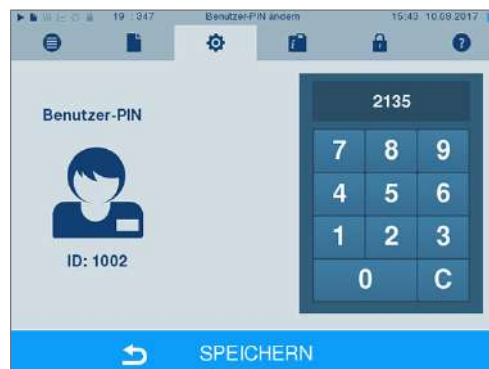 19 : 347 Benutzer-PIN ändern 15:43 10.08.2017
Benutzer-PIN
ID: 1002
2135
7 8 9
4 5 6
1 2 3
0 C
SPEICHERN